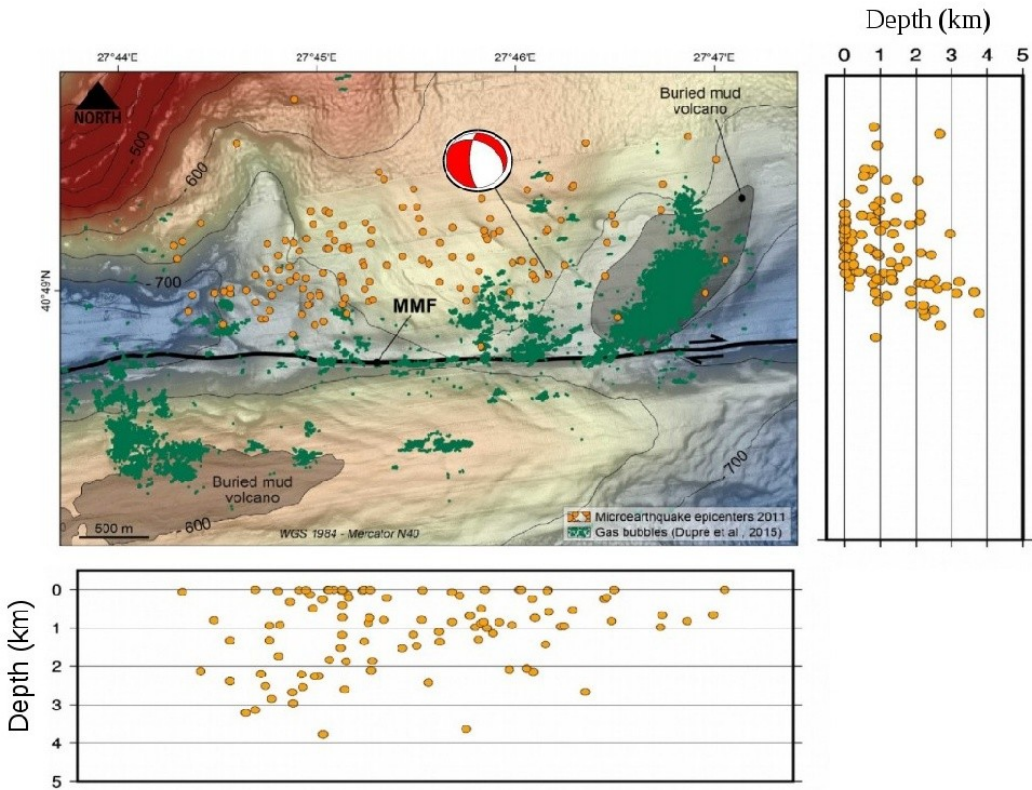 Depth (km)
0 1 2 3 4 5
27°44'E 27°45'E 27°46'E 27°47'E
NORTH
Buried mud
volcano
- 500
- 600
- 700
40°49'N
MMF
- 700
Buried mud
volcano
- 600
500 m
WGS 1984 - Mercator N40
Microearthquake epicenters 2011
Gas bubbles (Dupre et al., 2015)
Depth (km)
0
1
2
3
4
5